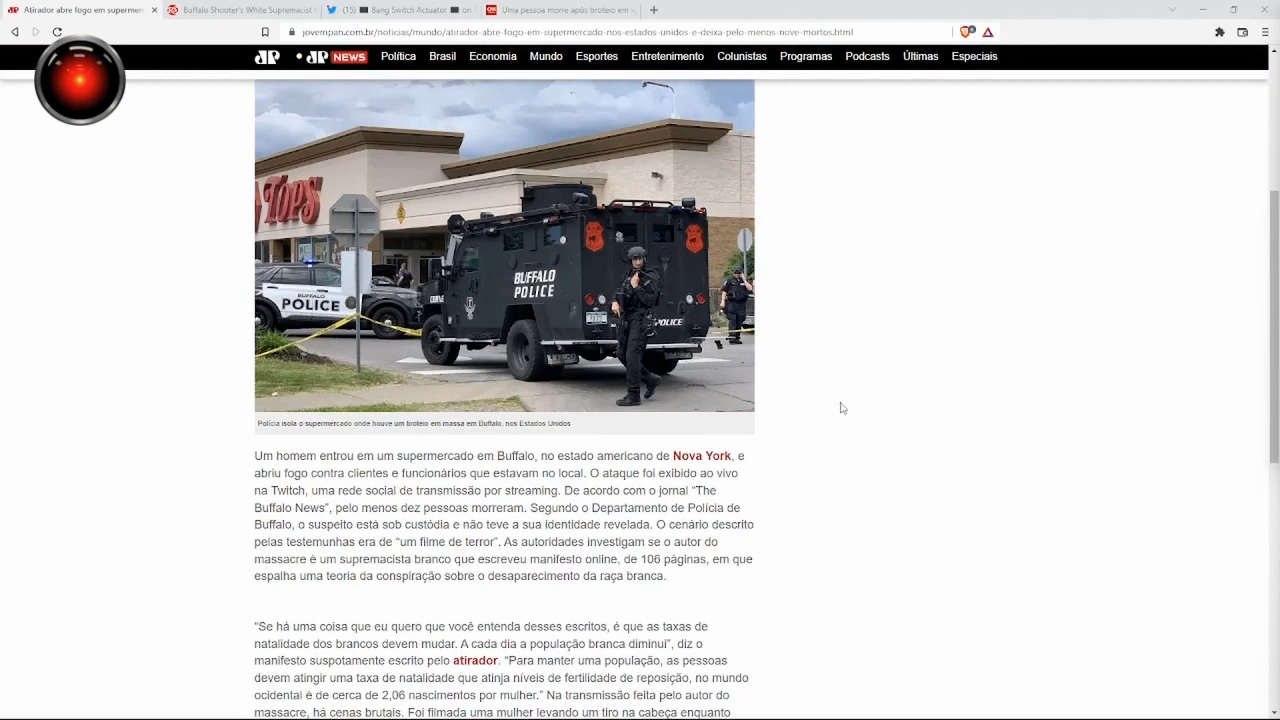 Atirador abre fogo em supermer
Buffalo Shooter's White Supremacist
(15) Bang Switch Actuator on
Uma pessoa morre após tiroteio em
jovempan.com.br/noticias/mundo/atirador-abre-fogo-em-supermercado-nos-estados-unidos-e-deixa-pelo-menos-nove-mortos.html
JP JP NEWS Política Brasil Economia Mundo Esportes Entretenimento Colunistas Programas Podcasts Últimas Especiais
TOPS
BUFFALO
POLICE
BUFFALO
POLICE
POLICE
Polícia isola o supermercado onde houve um tiroteio em massa em Buffalo, nos Estados Unidos
Um homem entrou em um supermercado em Buffalo, no estado americano de Nova York, e
abriu fogo contra clientes e funcionários que estavam no local. O ataque foi exibido ao vivo
na Twitch, uma rede social de transmissão por streaming. De acordo com o jornal “The
Buffalo News”, pelo menos dez pessoas morreram. Segundo o Departamento de Polícia de
Buffalo, o suspeito está sob custódia e não teve a sua identidade revelada. O cenário descrito
pelas testemunhas era de “um filme de terror”. As autoridades investigam se o autor do
massacre é um supremacista branco que escreveu manifesto online, de 106 páginas, em que
espalha uma teoria da conspiração sobre o desaparecimento da raça branca.
“Se há uma coisa que eu quero que você entenda desses escritos, é que as taxas de
natalidade dos brancos devem mudar. A cada dia a população branca diminui”, diz o
manifesto suspotamente escrito pelo atirador. “Para manter uma população, as pessoas
devem atingir uma taxa de natalidade que atinja níveis de fertilidade de reposição, no mundo
ocidental é de cerca de 2,06 nascimentos por mulher.” Na transmissão feita pelo autor do
massacre, há cenas brutais. Foi filmada uma mulher levando um tiro na cabeça enquanto